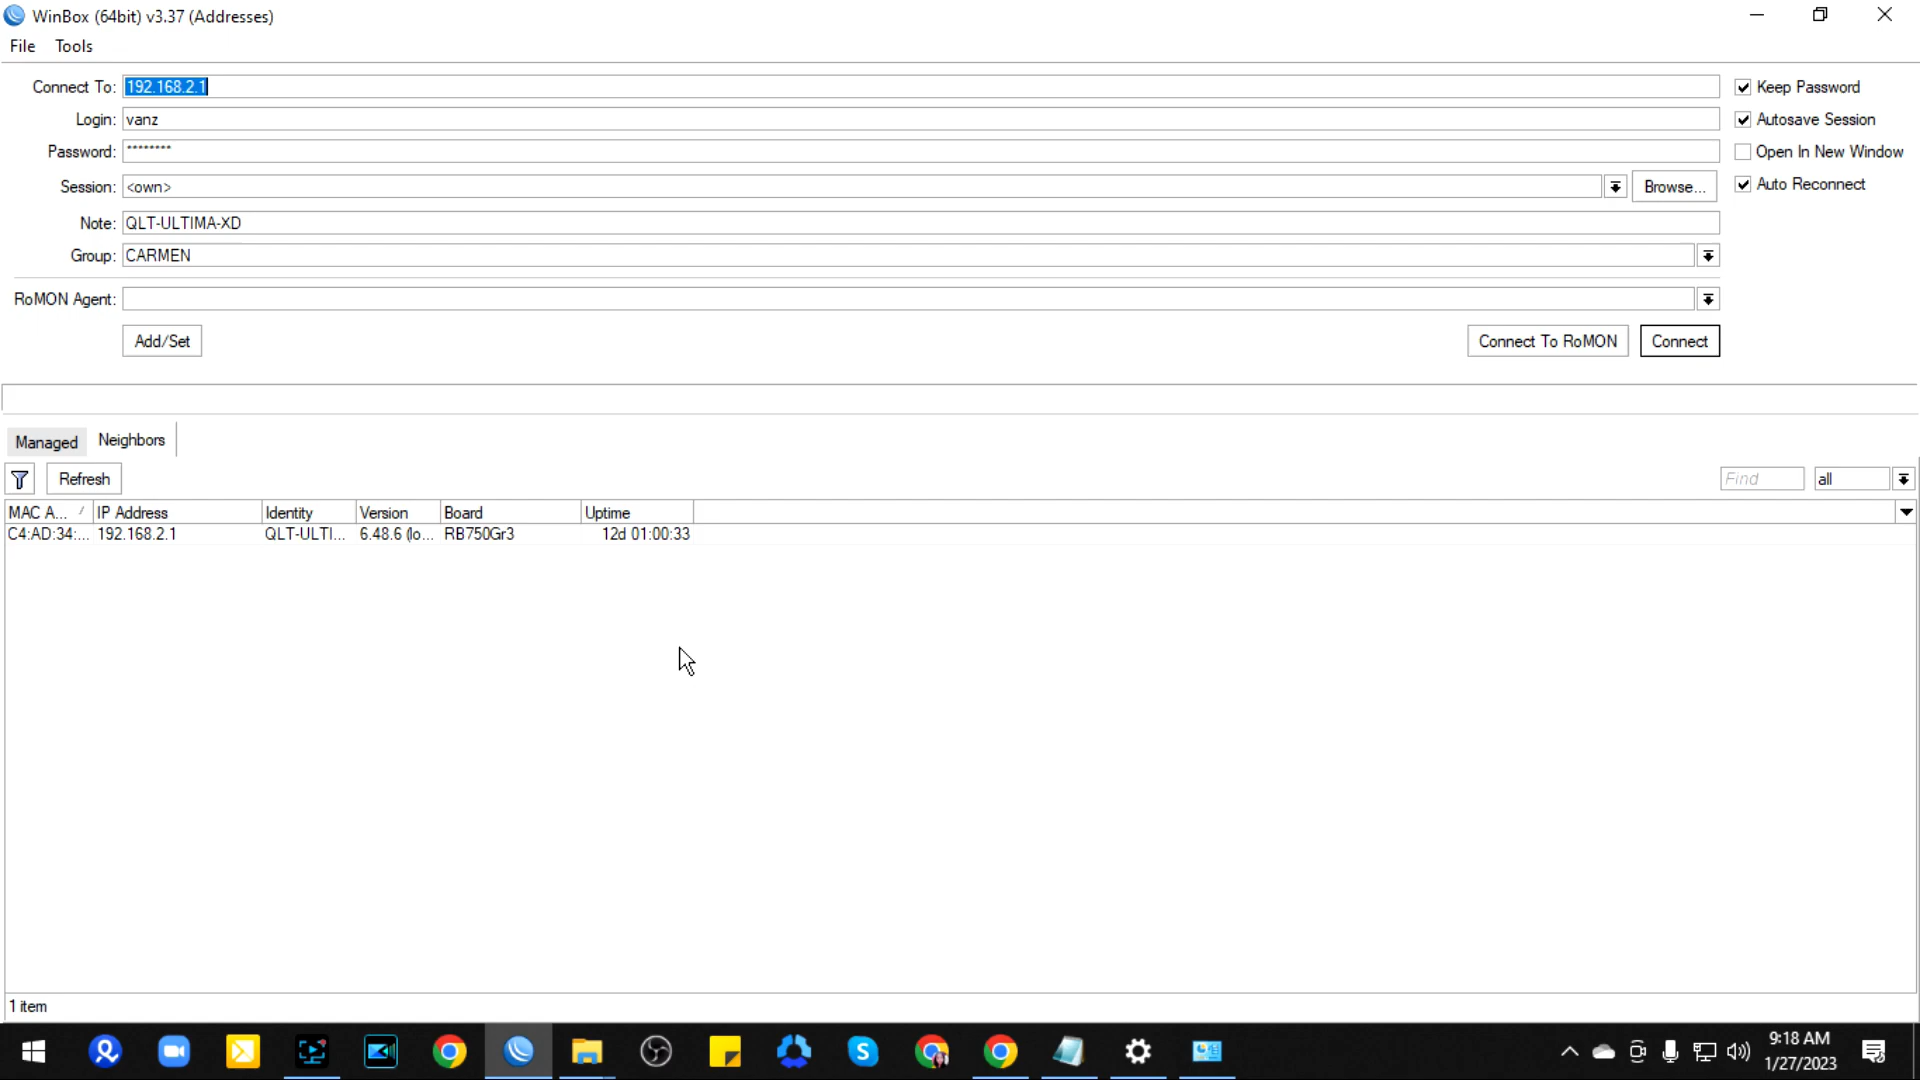 WinBox (64bit) v3.37 (Addresses)
File Tools
Connect To: 192.168.2.1 Keep Password
Login: vanz Autosave Session
Password: ******** Open In New Window
Session: <own> Browse... Auto Reconnect
Note: QLT-ULTIMA-XD
Group: CARMEN
RoMON Agent:
Add/Set Connect To RoMON Connect
Managed Neighbors
Refresh Find all
MAC A... IP Address Identity Version Board Uptime
C4:AD:34:... 192.168.2.1 QLT-ULTI... 6.48.6 (lo... RB750Gr3 12d 01:00:33
1 item
9:18 AM
1/27/2023